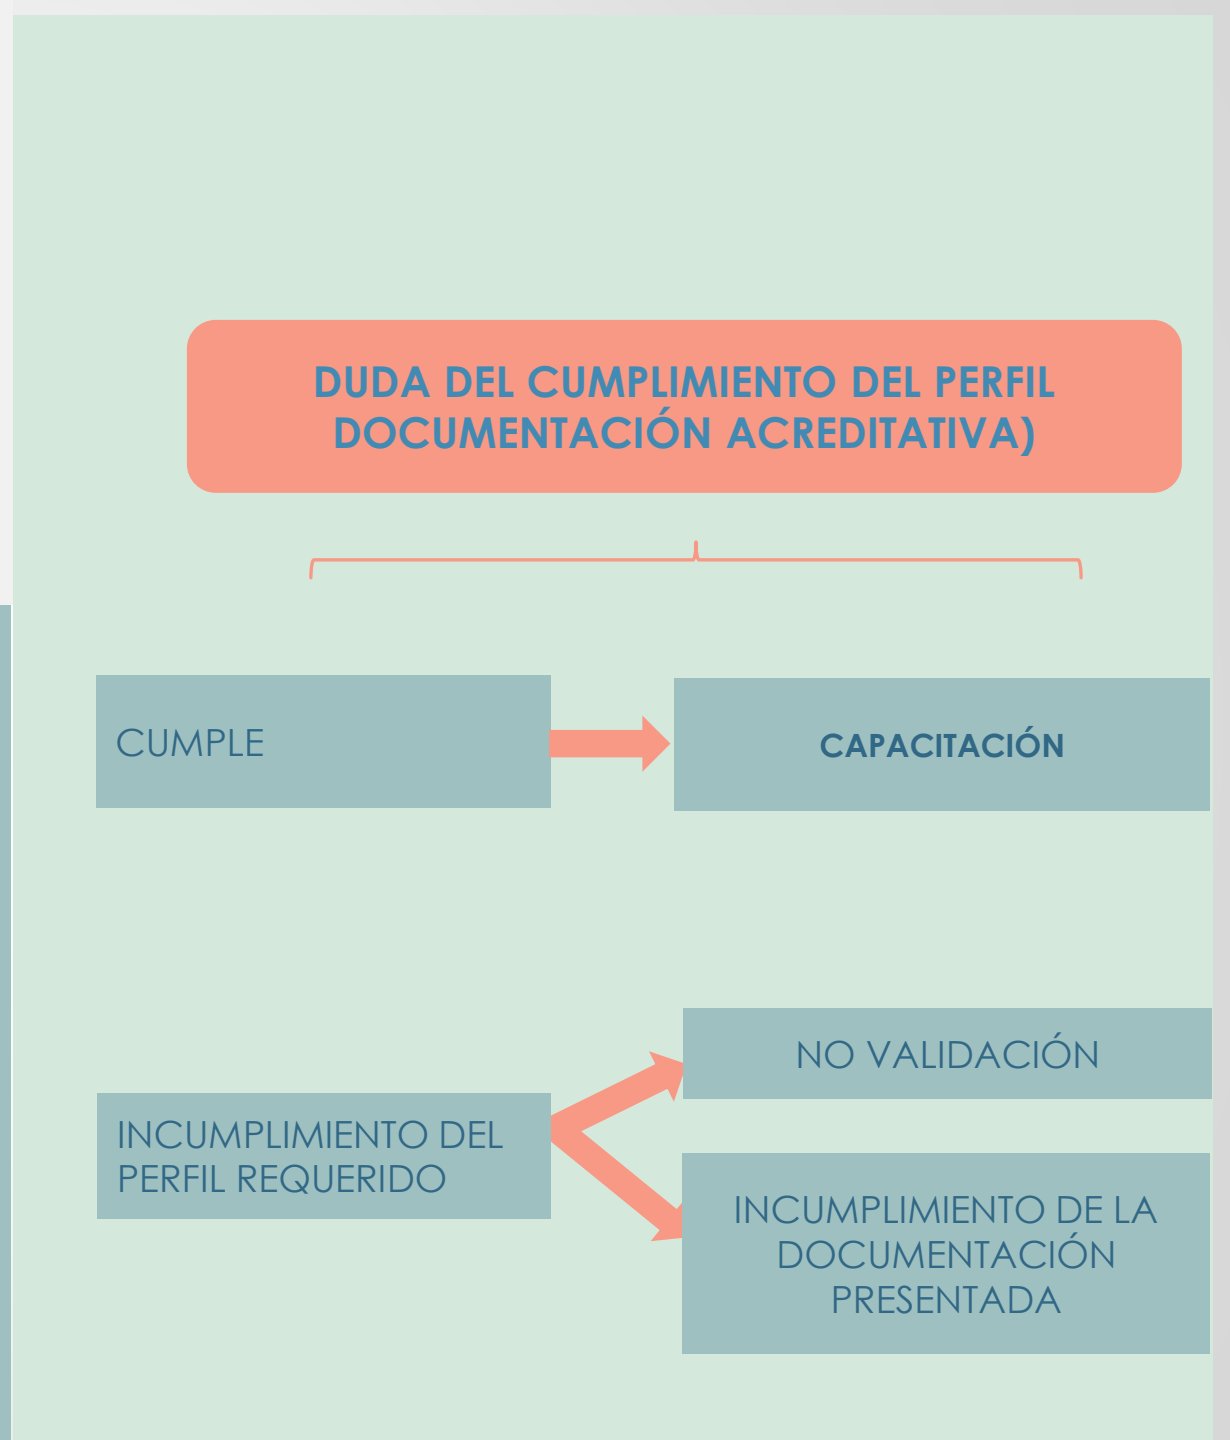 DUDA DEL CUMPLIMIENTO DEL PERFIL
DOCUMENTACIÓN ACREDITATIVA)
CUMPLE
CAPACITACIÓN
INCUMPLIMIENTO DEL
PERFIL REQUERIDO
NO VALIDACIÓN
INCUMPLIMIENTO DE LA
DOCUMENTACIÓN
PRESENTADA